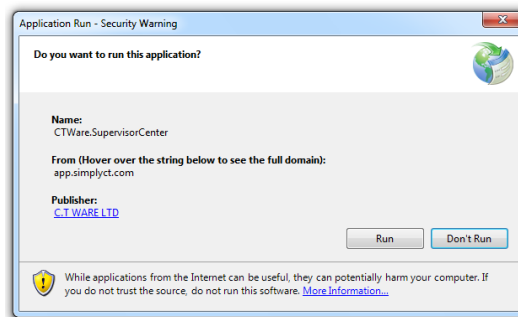 Application Run - Security Warning
Do you want to run this application?
Name:
CTWare.SupervisorCenter
From (Hover over the string below to see the full domain):
app.simplyct.com
Publisher:
C.T WARE LTD
Run
Don't Run
While applications from the Internet can be useful, they can potentially harm your computer. If
you do not trust the source, do not run this software. More Information...